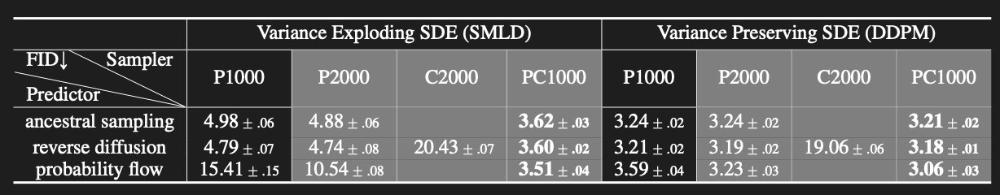 Variance Exploding SDE (SMLD) Variance Preserving SDE (DDPM)
FID↓ Sampler
Predictor
P1000 P2000 C2000 PC1000 P1000 P2000 C2000 PC1000
ancestral sampling 4.98 ± .06 4.88 ± .06 3.62 ± .03 3.24 ± .02 3.24 ± .02 3.21 ± .02
reverse diffusion 4.79 ± .07 4.74 ± .08 20.43 ± .07 3.60 ± .02 3.21 ± .02 3.19 ± .02 19.06 ± .06 3.18 ± .01
probability flow 15.41 ± .15 10.54 ± .08 3.51 ± .04 3.59 ± .04 3.23 ± .03 3.06 ± .03